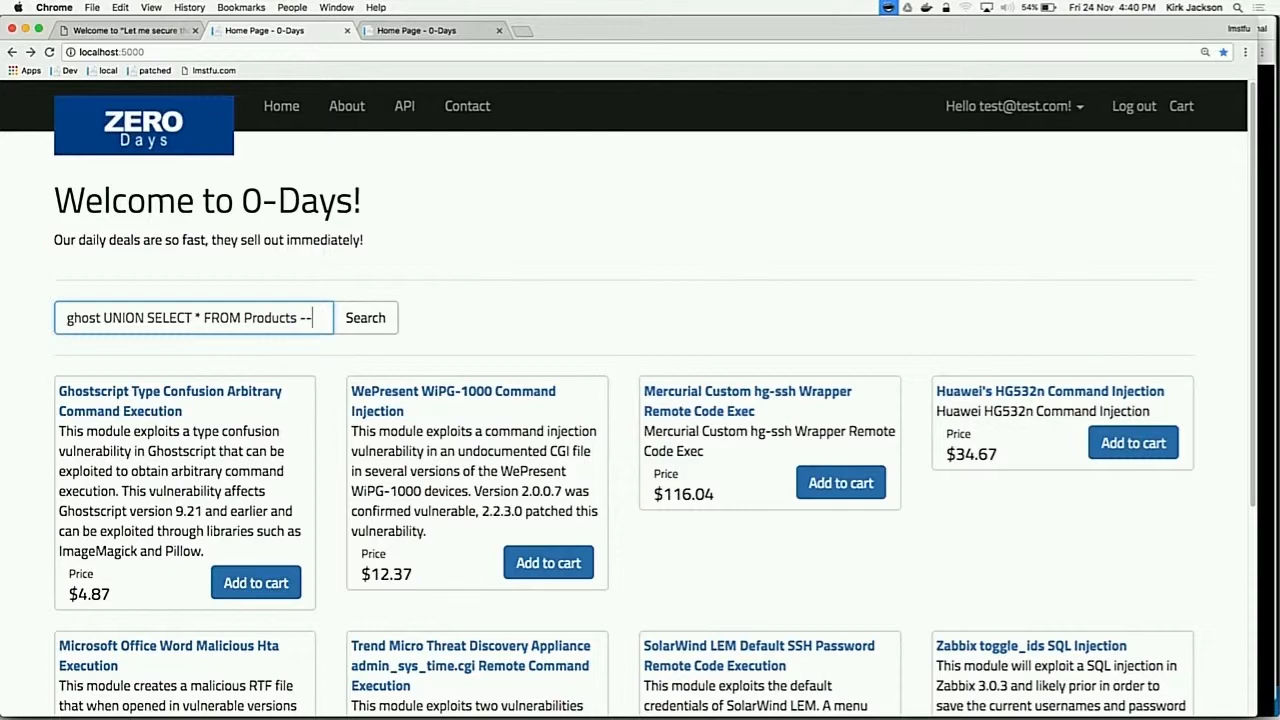 Chrome File Edit View History Bookmarks People Window Help 54% Fri 24 Nov 4:40 PM Kirk Jackson
Welcome to "Let me secure th Home Page - 0-Days Home Page - 0-Days lmstfu
localhost:5000
Apps Dev local patched lmstfu.com
ZERO
Days
Home About API Contact Hello test@test.com! Log out Cart
Welcome to 0-Days!
Our daily deals are so fast, they sell out immediately!
ghost UNION SELECT * FROM Products -- Search
Ghostscript Type Confusion Arbitrary
Command Execution
This module exploits a type confusion
vulnerability in Ghostscript that can be
exploited to obtain arbitrary command
execution. This vulnerability affects
Ghostscript version 9.21 and earlier and
can be exploited through libraries such as
ImageMagick and Pillow.
Price
$4.87
Add to cart
WePresent WiPG-1000 Command
Injection
This module exploits a command injection
vulnerability in an undocumented CGI file
in several versions of the WePresent
WiPG-1000 devices. Version 2.0.0.7 was
confirmed vulnerable, 2.2.3.0 patched this
vulnerability.
Price
$12.37
Add to cart
Mercurial Custom hg-ssh Wrapper
Remote Code Exec
Mercurial Custom hg-ssh Wrapper Remote
Code Exec
Price
$116.04
Add to cart
Huawei's HG532n Command Injection
Huawei HG532n Command Injection
Price
$34.67
Add to cart
Microsoft Office Word Malicious Hta
Execution
This module creates a malicious RTF file
that when opened in vulnerable versions
Trend Micro Threat Discovery Appliance
admin_sys_time.cgi Remote Command
Execution
This module exploits two vulnerabilities
SolarWind LEM Default SSH Password
Remote Code Execution
This module exploits the default
credentials of SolarWind LEM. A menu
Zabbix toggle_ids SQL Injection
This module will exploit a SQL injection in
Zabbix 3.0.3 and likely prior in order to
save the current usernames and password